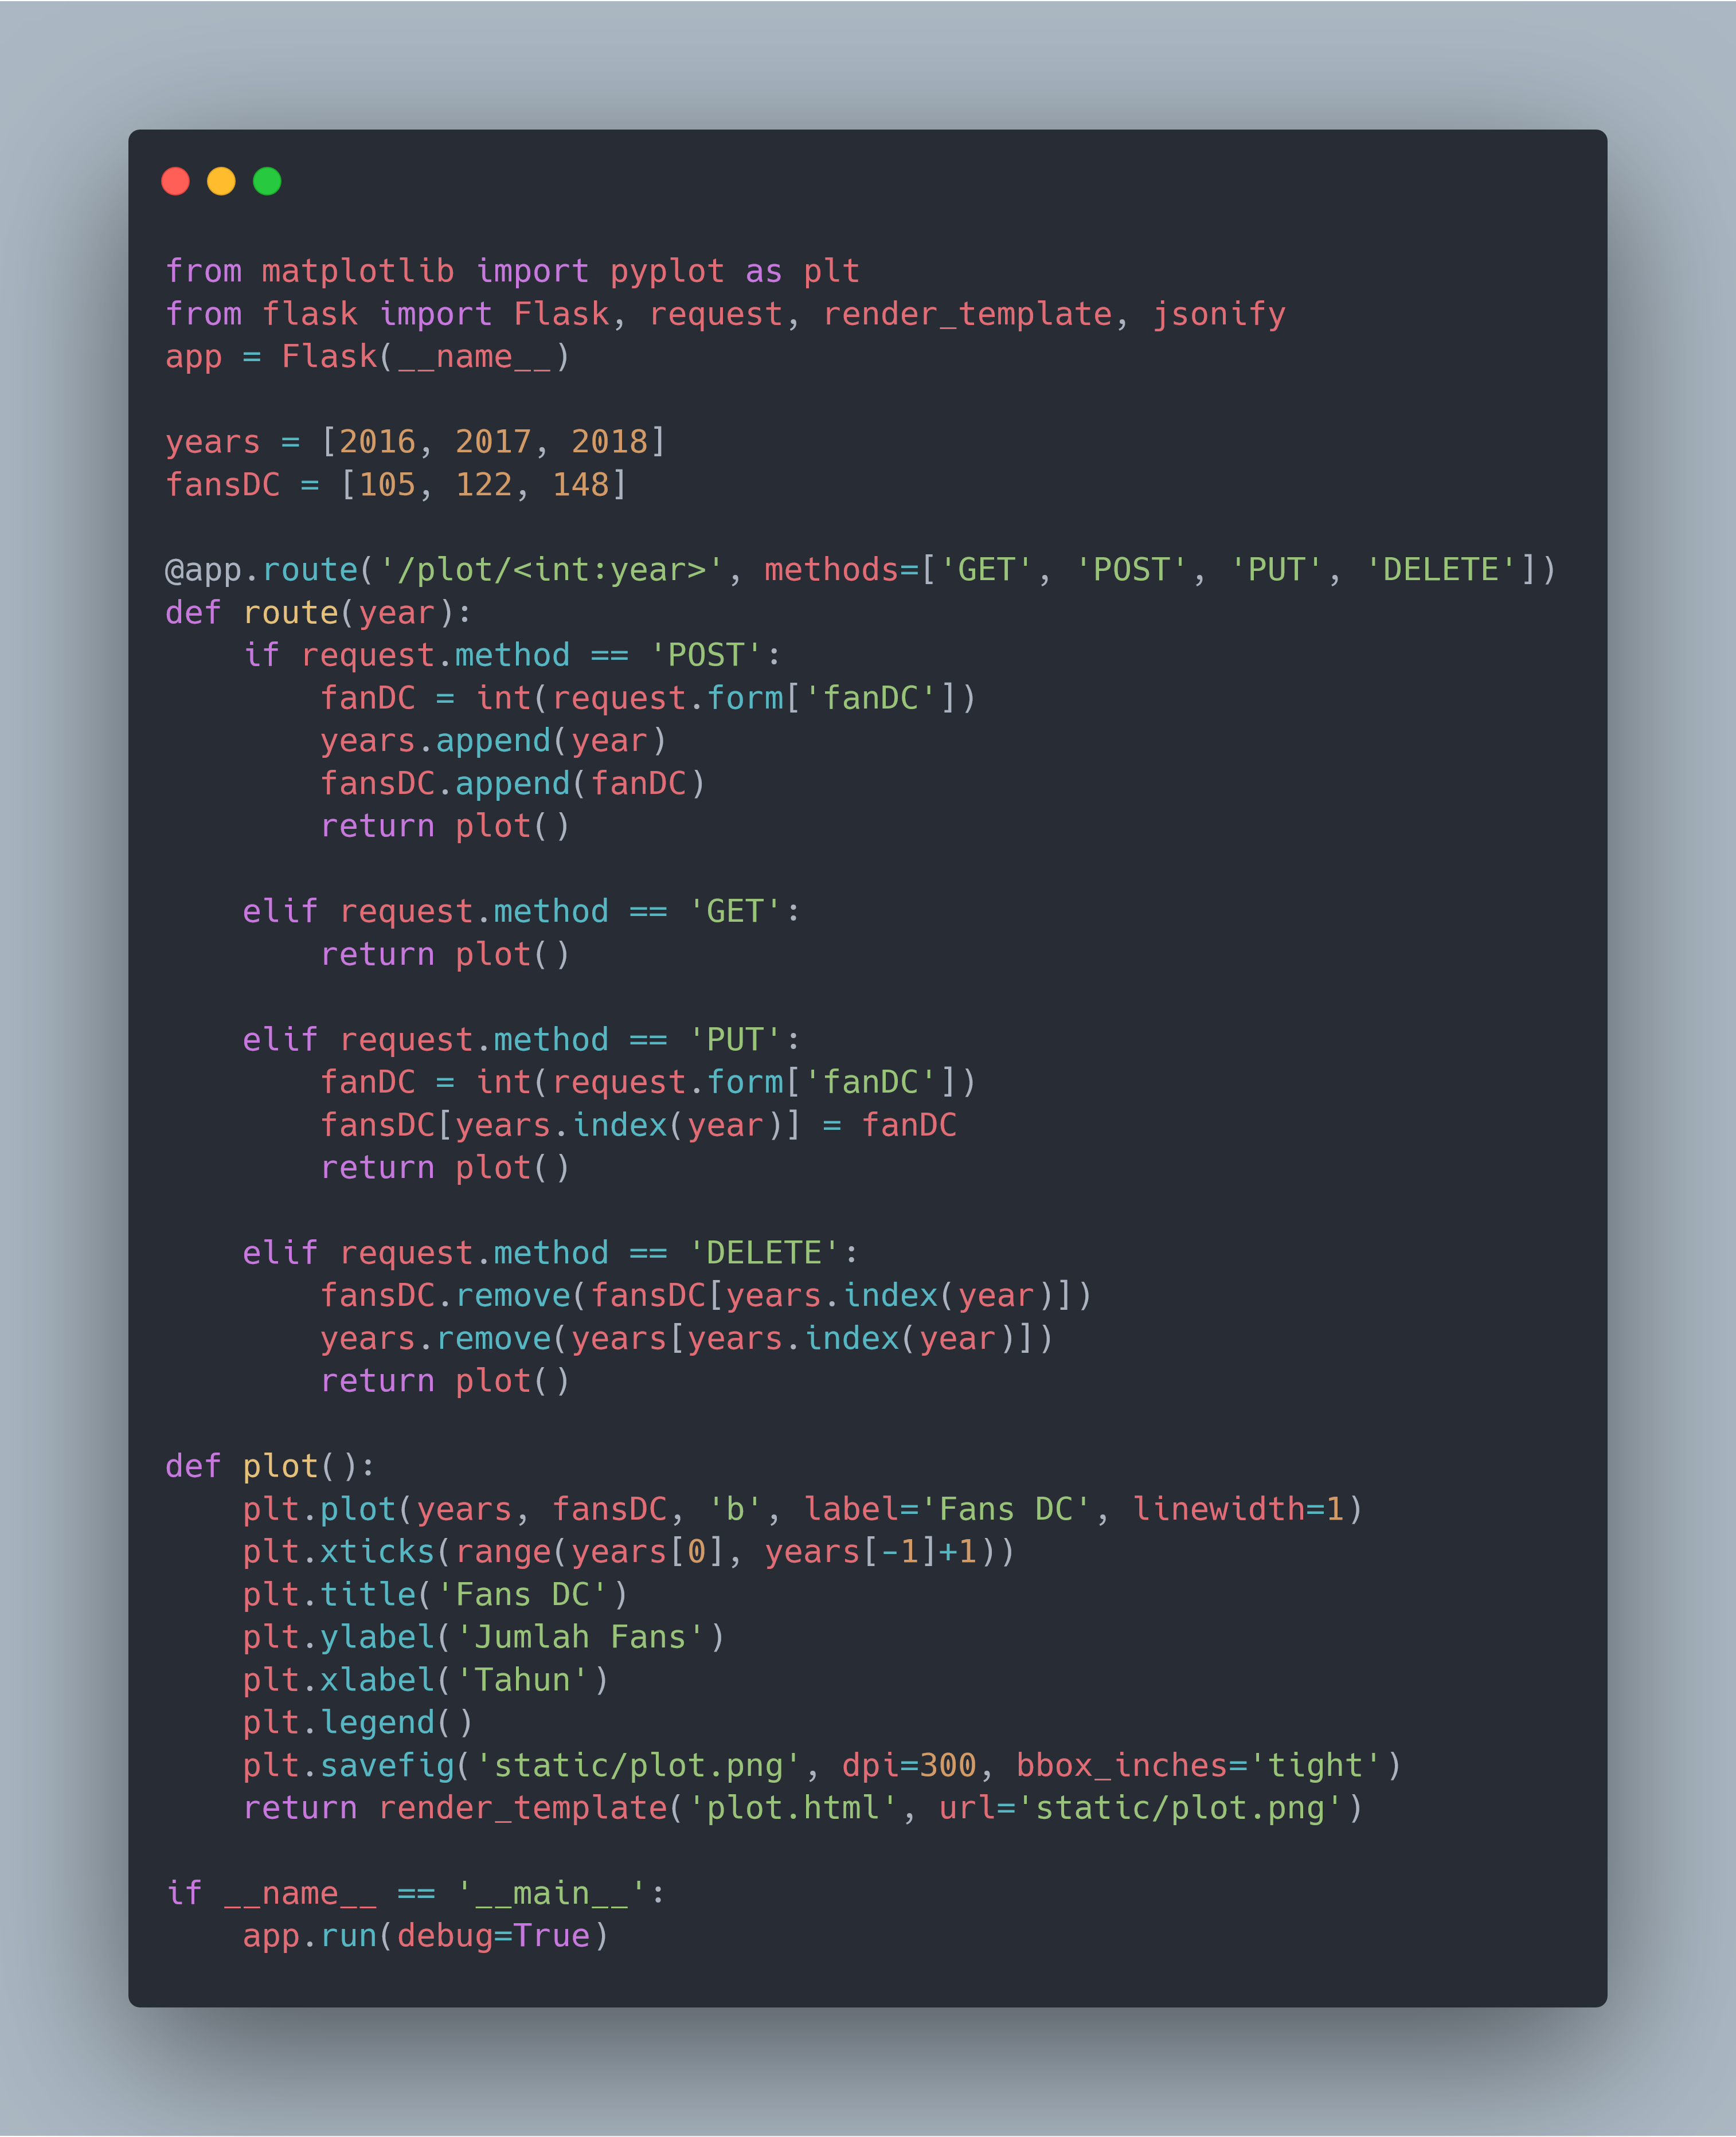 from matplotlib import pyplot as plt
from flask import Flask, request, render_template, jsonify
app = Flask(__name__)
years = [2016, 2017, 2018]
fansDC = [105, 122, 148]
@app.route('/plot/<int:year>', methods=['GET', 'POST', 'PUT', 'DELETE'])
def route(year):
    if request.method == 'POST':
        fanDC = int(request.form['fanDC'])
        years.append(year)
        fansDC.append(fanDC)
        return plot()
    elif request.method == 'GET':
        return plot()
    elif request.method == 'PUT':
        fanDC = int(request.form['fanDC'])
        fansDC[years.index(year)] = fanDC
        return plot()
    elif request.method == 'DELETE':
        fansDC.remove(fansDC[years.index(year)])
        years.remove(years[years.index(year)])
        return plot()
def plot():
    plt.plot(years, fansDC, 'b', label='Fans DC', linewidth=1)
    plt.xticks(range(years[0], years[-1]+1))
    plt.title('Fans DC')
    plt.ylabel('Jumlah Fans')
    plt.xlabel('Tahun')
    plt.legend()
    plt.savefig('static/plot.png', dpi=300, bbox_inches='tight')
    return render_template('plot.html', url='static/plot.png')
if __name__ == '__main__':
    app.run(debug=True)